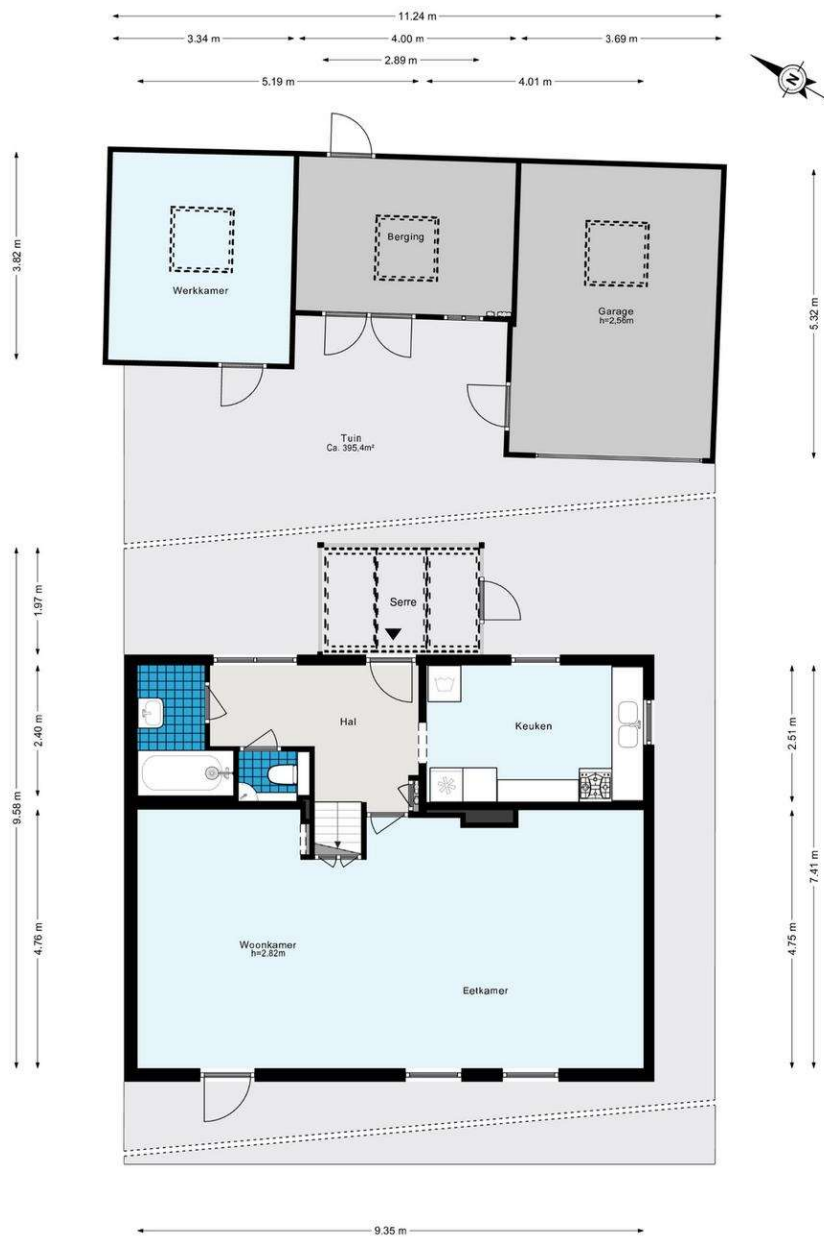 11.24 m
3.34 m
4.00 m
3.69 m
2.89 m
5.19 m
4.01 m
N
3.82 m
5.32 m
Berging
Werkkamer
Garage
h=2,56m
Tuin
Ca. 395,4m²
1.97 m
Serre
2.40 m
2.51 m
Hal
Keuken
9.58 m
7.41 m
4.76 m
4.75 m
Woonkamer
h=2.82m
Eetkamer
9.35 m